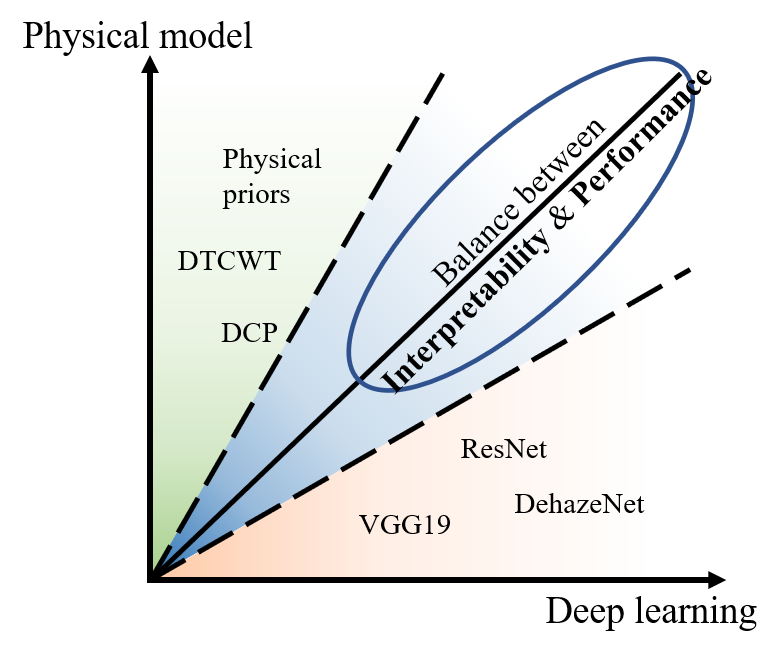 Physical model
Physical
priors
DTCWT
DCP
Balance between
Interpretability & Performance
ResNet
DehazeNet
VGG19
Deep learning